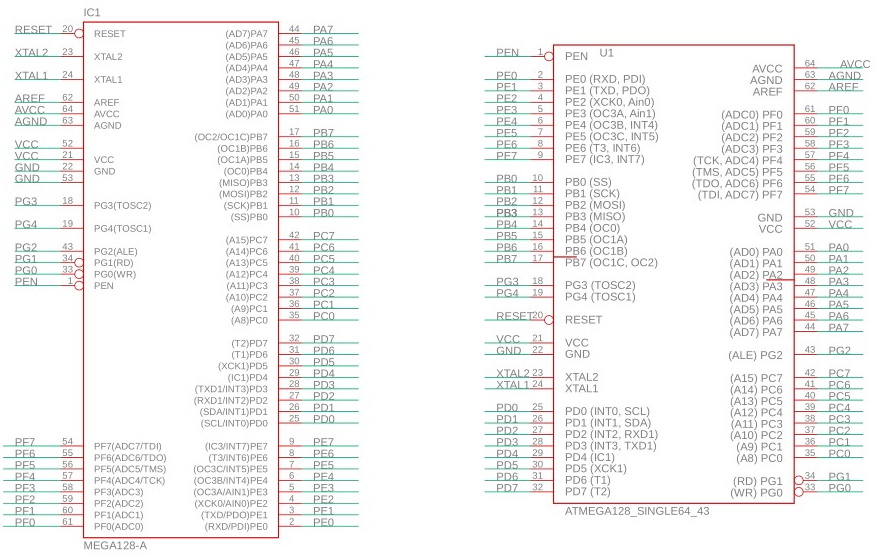 IC1
RESET 20 RESET (AD7)PA7 44 PA7
(AD6)PA6 45 PA6
XTAL2 23 XTAL2 (AD5)PA5 46 PA5
(AD4)PA4 47 PA4
XTAL1 24 XTAL1 (AD3)PA3 48 PA3
(AD2)PA2 49 PA2
AREF 62 AREF (AD1)PA1 50 PA1
AVCC 64 AVCC (AD0)PA0 51 PA0
AGND 63 AGND
(OC2/OC1C)PB7 17 PB7
VCC 52 (OC1B)PB6 16 PB6
VCC 21 VCC (OC1A)PB5 15 PB5
GND 22 GND (OC0)PB4 14 PB4
GND 53 (MISO)PB3 13 PB3
(MOSI)PB2 12 PB2
PG3 18 PG3(TOSC2) (SCK)PB1 11 PB1
(SS)PB0 10 PB0
PG4 19 PG4(TOSC1)
(A15)PC7 42 PC7
PG2 43 PG2(ALE) (A14)PC6 41 PC6
PG1 34 PG1(RD) (A13)PC5 40 PC5
PG0 33 PG0(WR) (A12)PC4 39 PC4
PEN 1 PEN (A11)PC3 38 PC3
(A10)PC2 37 PC2
(A9)PC1 36 PC1
(A8)PC0 35 PC0
(T2)PD7 32 PD7
(T1)PD6 31 PD6
(XCK1)PD5 30 PD5
(IC1)PD4 29 PD4
(TXD1/INT3)PD3 28 PD3
(RXD1/INT2)PD2 27 PD2
(SDA/INT1)PD1 26 PD1
(SCL/INT0)PD0 25 PD0
PF7 54 PF7(ADC7/TDI) (IC3/INT7)PE7 9 PE7
PF6 55 PF6(ADC6/TDO) (T3/INT6)PE6 8 PE6
PF5 56 PF5(ADC5/TMS) (OC3C/INT5)PE5 7 PE5
PF4 57 PF4(ADC4/TCK) (OC3B/INT4)PE4 6 PE4
PF3 58 PF3(ADC3) (OC3A/AIN1)PE3 5 PE3
PF2 59 PF2(ADC2) (XCK0/AIN0)PE2 4 PE2
PF1 60 PF1(ADC1) (TXD/PDO)PE1 3 PE1
PF0 61 PF0(ADC0) (RXD/PDI)PE0 2 PE0
MEGA128-A
PEN 1 PEN U1
AVCC 64 AVCC
PE0 2 PE0 (RXD, PDI) AGND 63 AGND
PE1 3 PE1 (TXD, PDO) AREF 62 AREF
PE2 4 PE2 (XCK0, Ain0)
PE3 5 PE3 (OC3A, Ain1) (ADC0) PF0 61 PF0
PE4 6 PE4 (OC3B, INT4) (ADC1) PF1 60 PF1
PE5 7 PE5 (OC3C, INT5) (ADC2) PF2 59 PF2
PE6 8 PE6 (T3, INT6) (ADC3) PF3 58 PF3
PE7 9 PE7 (IC3, INT7) (TCK, ADC4) PF4 57 PF4
(TMS, ADC5) PF5 56 PF5
PB0 10 PB0 (SS) (TDO, ADC6) PF6 55 PF6
PB1 11 PB1 (SCK) (TDI, ADC7) PF7 54 PF7
PB2 12 PB2 (MOSI)
PB3 13 PB3 (MISO) GND 53 GND
PB4 14 PB4 (OC0) VCC 52 VCC
PB5 15 PB5 (OC1A)
PB6 16 PB6 (OC1B) (AD0) PA0 51 PA0
PB7 17 PB7 (OC1C, OC2) (AD1) PA1 50 PA1
(AD2) PA2 49 PA2
PG3 18 PG3 (TOSC2) (AD3) PA3 48 PA3
PG4 19 PG4 (TOSC1) (AD4) PA4 47 PA4
(AD5) PA5 46 PA5
RESET 20 RESET (AD6) PA6 45 PA6
(AD7) PA7 44 PA7
VCC 21 VCC
GND 22 GND (ALE) PG2 43 PG2
XTAL2 23 XTAL2 (A15) PC7 42 PC7
XTAL1 24 XTAL1 (A14) PC6 41 PC6
(A13) PC5 40 PC5
PD0 25 PD0 (INT0, SCL) (A12) PC4 39 PC4
PD1 26 PD1 (INT1, SDA) (A11) PC3 38 PC3
PD2 27 PD2 (INT2, RXD1) (A10) PC2 37 PC2
PD3 28 PD3 (INT3, TXD1) (A9) PC1 36 PC1
PD4 29 PD4 (IC1) (A8) PC0 35 PC0
PD5 30 PD5 (XCK1)
PD6 31 PD6 (T1) (RD) PG1 34 PG1
PD7 32 PD7 (T2) (WR) PG0 33 PG0
ATMEGA128_SINGLE64_43